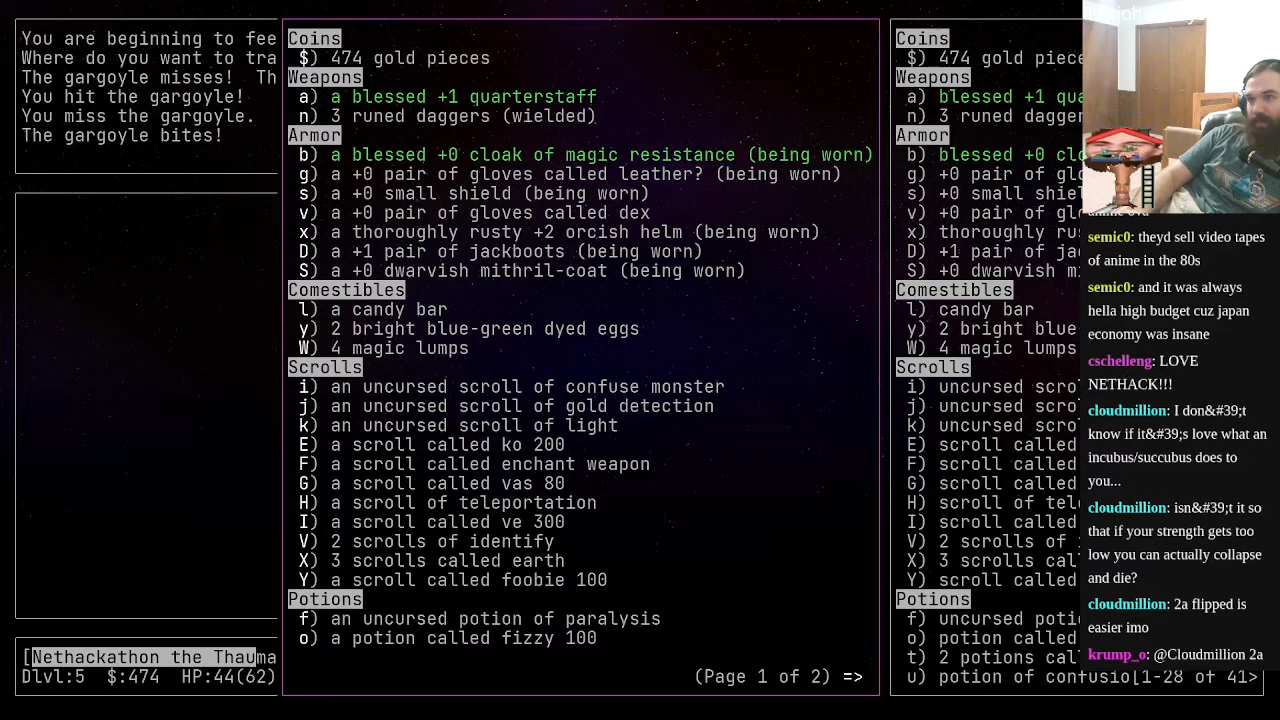 You are beginning to fee
Where do you want to tra
The gargoyle misses! Th
You hit the gargoyle!
You miss the gargoyle.
The gargoyle bites!
[Nethackathon the Thauma
Dlvl:5 $:474 HP:44(62)
Coins
$) 474 gold pieces
Weapons
a) a blessed +1 quarterstaff
n) 3 runed daggers (wielded)
Armor
b) a blessed +0 cloak of magic resistance (being worn)
g) a +0 pair of gloves called leather? (being worn)
s) a +0 small shield (being worn)
v) a +0 pair of gloves called dex
x) a thoroughly rusty +2 orcish helm (being worn)
D) a +1 pair of jackboots (being worn)
S) a +0 dwarvish mithril-coat (being worn)
Comestibles
l) a candy bar
y) 2 bright blue-green dyed eggs
W) 4 magic lumps
Scrolls
i) an uncursed scroll of confuse monster
j) an uncursed scroll of gold detection
k) an uncursed scroll of light
E) a scroll called ko 200
F) a scroll called enchant weapon
G) a scroll called vas 80
H) a scroll of teleportation
I) a scroll called ve 300
V) 2 scrolls of identify
X) 3 scrolls called earth
Y) a scroll called foobie 100
Potions
f) an uncursed potion of paralysis
o) a potion called fizzy 100
(Page 1 of 2) =>
Coins
$) 474 gold piece
Weapons
a) blessed +1 qua
n) 3 runed dagger
Armor
b) blessed +0 clo
g) +0 pair of glo
s) +0 small shiel
v) +0 pair of glo
x) thoroughly rus
D) +1 pair of jac
S) +0 dwarvish mi
Comestibles
l) candy bar
y) 2 bright blue-
W) 4 magic lumps
Scrolls
i) uncursed scro
j) uncursed scro
k) uncursed scro
E) scroll called
F) scroll called
G) scroll called
H) scroll of tel
I) scroll called
V) 2 scrolls of i
X) 3 scrolls call
Y) scroll called
Potions
f) uncursed potio
o) potion called
t) 2 potions call
u) potion of confusio[1-28 of 41>
semic0: theyd sell video tapes
of anime in the 80s
semic0: and it was always
hella high budget cuz japan
economy was insane
cschelleng: LOVE
NETHACK!!!
cloudmillion: I don&#39;t
know if it&#39;s love what an
incubus/succubus does to
you...
cloudmillion: isn&#39;t it so
that if your strength gets too
low you can actually collapse
and die?
cloudmillion: 2a flipped is
easier imo
krump_o: @Cloudmillion 2a